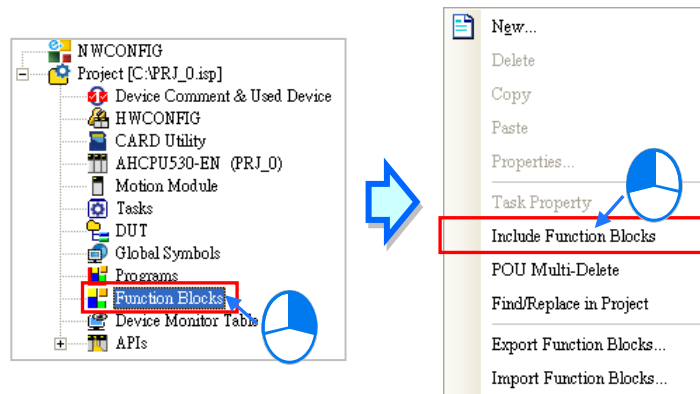 NWCONFIG
Project [C:\PRJ_0.isp]
Device Comment & Used Device
HWCONFIG
CARD Utility
AHCPU530-EN (PRJ_0)
Motion Module
Tasks
DUT
Global Symbols
Programs
Function Blocks
Device Monitor Table
APIs
New...
Delete
Copy
Paste
Properties...
Task Property
Include Function Blocks
POU Multi-Delete
Find/Replace in Project
Export Function Blocks...
Import Function Blocks...